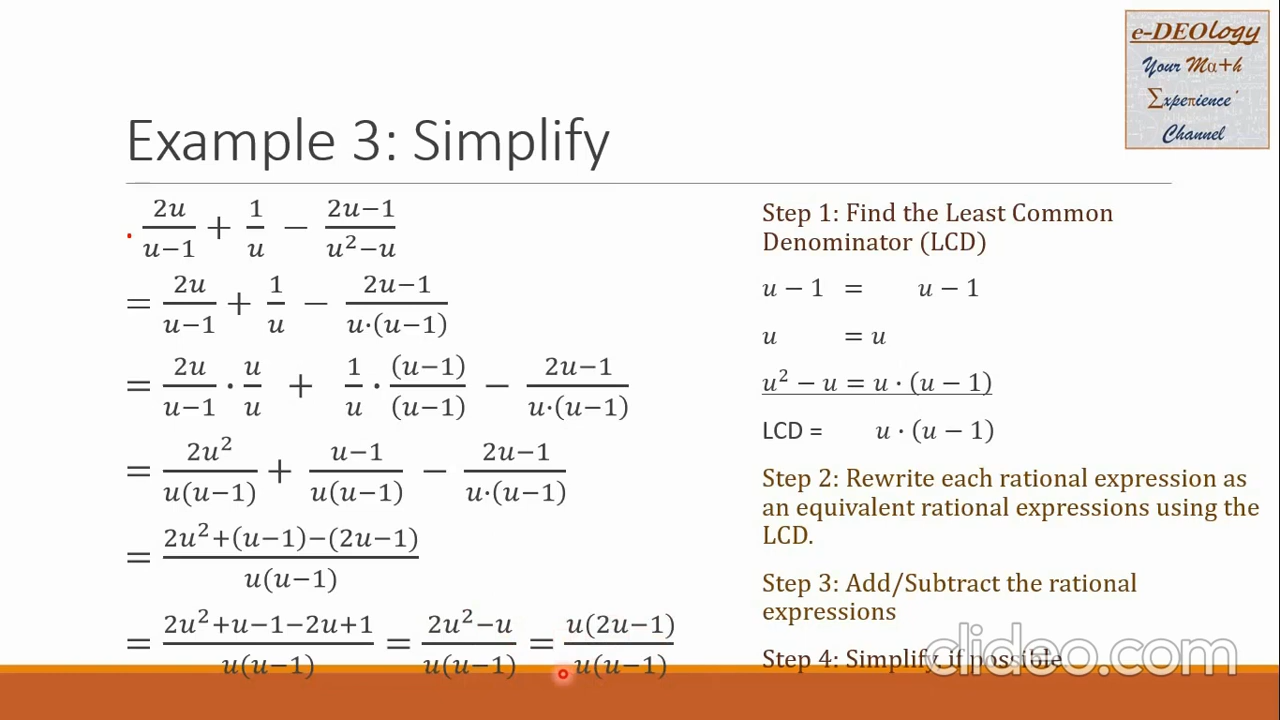 e-DEOlogy
Your Mα+h
Σxpeπience'
Channel
Example 3: Simplify
. 2u/(u−1) + 1/u − (2u−1)/(u²−u)
= 2u/(u−1) + 1/u − (2u−1)/(u·(u−1))
= 2u/(u−1) · u/u + 1/u · (u−1)/(u−1) − (2u−1)/(u·(u−1))
= 2u²/(u(u−1)) + (u−1)/(u(u−1)) − (2u−1)/(u·(u−1))
= (2u²+(u−1)−(2u−1))/(u(u−1))
= (2u²+u−1−2u+1)/(u(u−1)) = (2u²−u)/(u(u−1)) = (u(2u−1))/(u(u−1))
Step 1: Find the Least Common
Denominator (LCD)
u − 1 = u − 1
u = u
u² − u = u · (u − 1)
LCD = u · (u − 1)
Step 2: Rewrite each rational expression as
an equivalent rational expressions using the
LCD.
Step 3: Add/Subtract the rational
expressions
Step 4: Simplify if possible
clideo.com